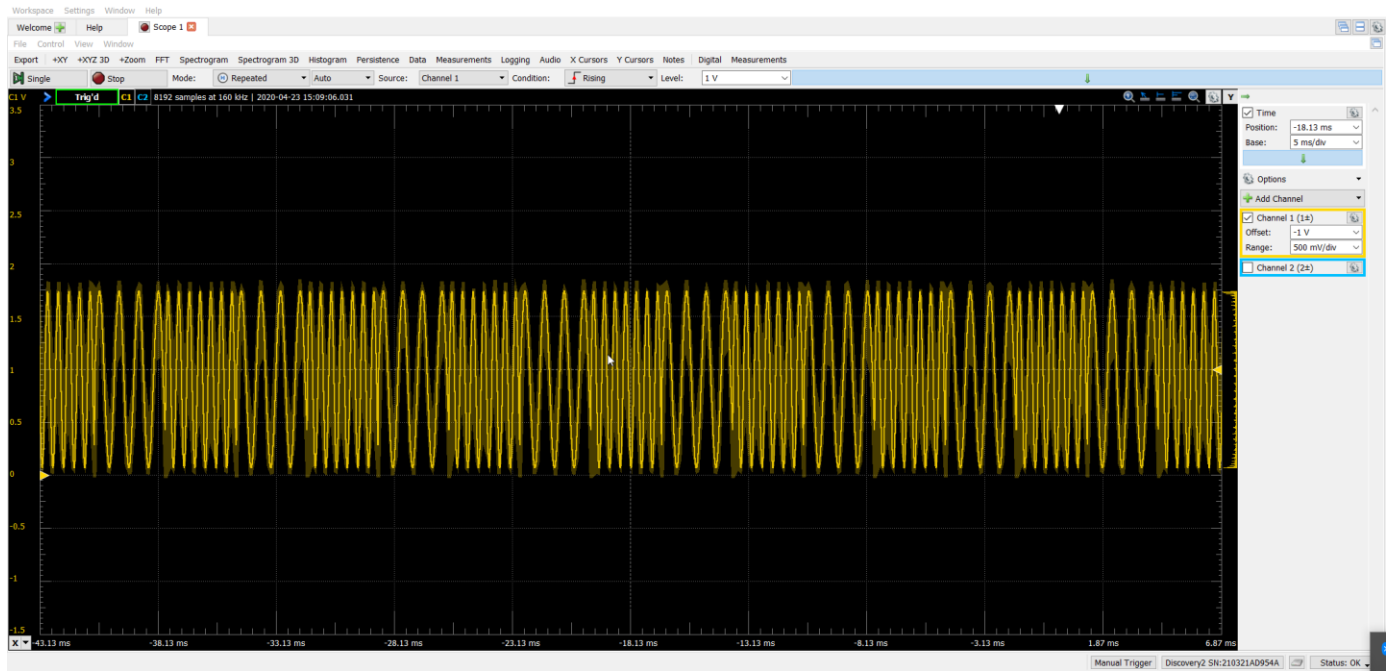 Workspace Settings Window Help
Welcome Help Scope 1
File Control View Window
Export +XY +XYZ 3D +Zoom FFT Spectrogram Spectrogram 3D Histogram Persistence Data Measurements Logging Audio X Cursors Y Cursors Notes Digital Measurements
Single Stop Mode: Repeated Auto Source: Channel 1 Condition: Rising Level: 1 V
C1 V Trig'd C1 C2 8192 samples at 160 kHz | 2020-04-23 15:09:06.031 Y
3.5
3
2.5
2
1.5
1
0.5
0
-0.5
-1
-1.5
X -43.13 ms -38.13 ms -33.13 ms -28.13 ms -23.13 ms -18.13 ms -13.13 ms -8.13 ms -3.13 ms 1.87 ms 6.87 ms
Time
Position: -18.13 ms
Base: 5 ms/div
Options
Add Channel
Channel 1 (1±)
Offset: -1 V
Range: 500 mV/div
Channel 2 (2±)
Manual Trigger Discovery2 SN:210321AD954A Status: OK